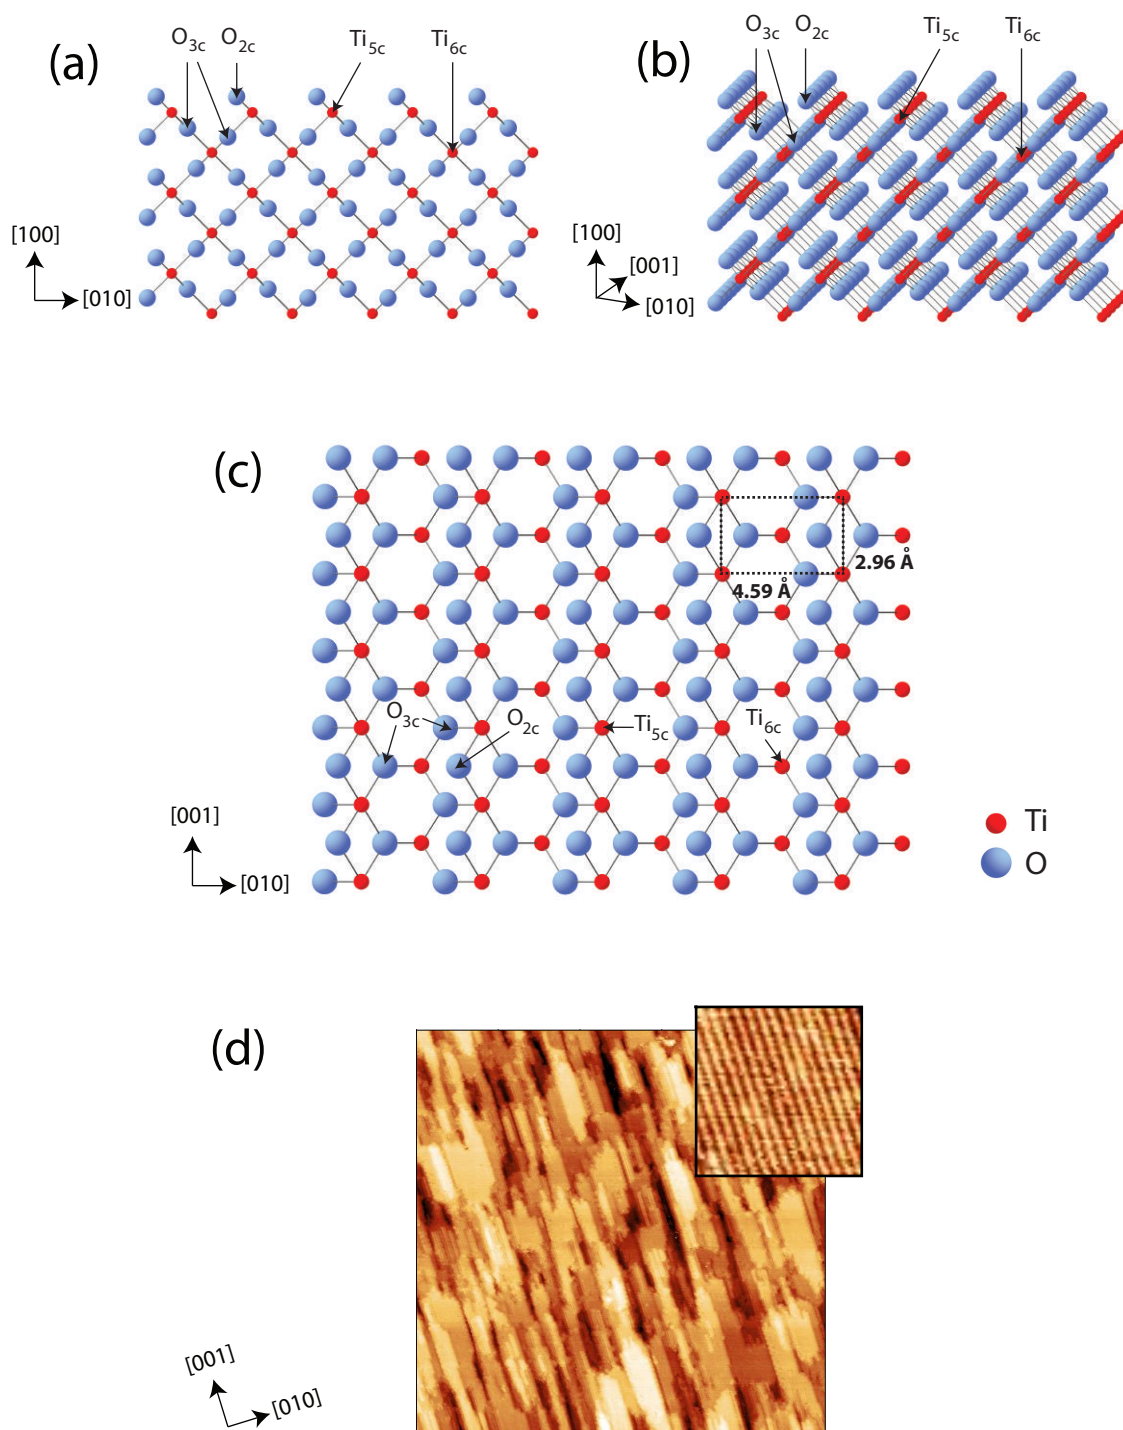 (a)
O3c O2c Ti5c Ti6c
[100]
[010]
(b)
O3c O2c Ti5c Ti6c
[100]
[001]
[010]
(c)
2.96 Å
4.59 Å
O3c O2c Ti5c Ti6c
[001]
[010]
Ti
O
(d)
[001]
[010]